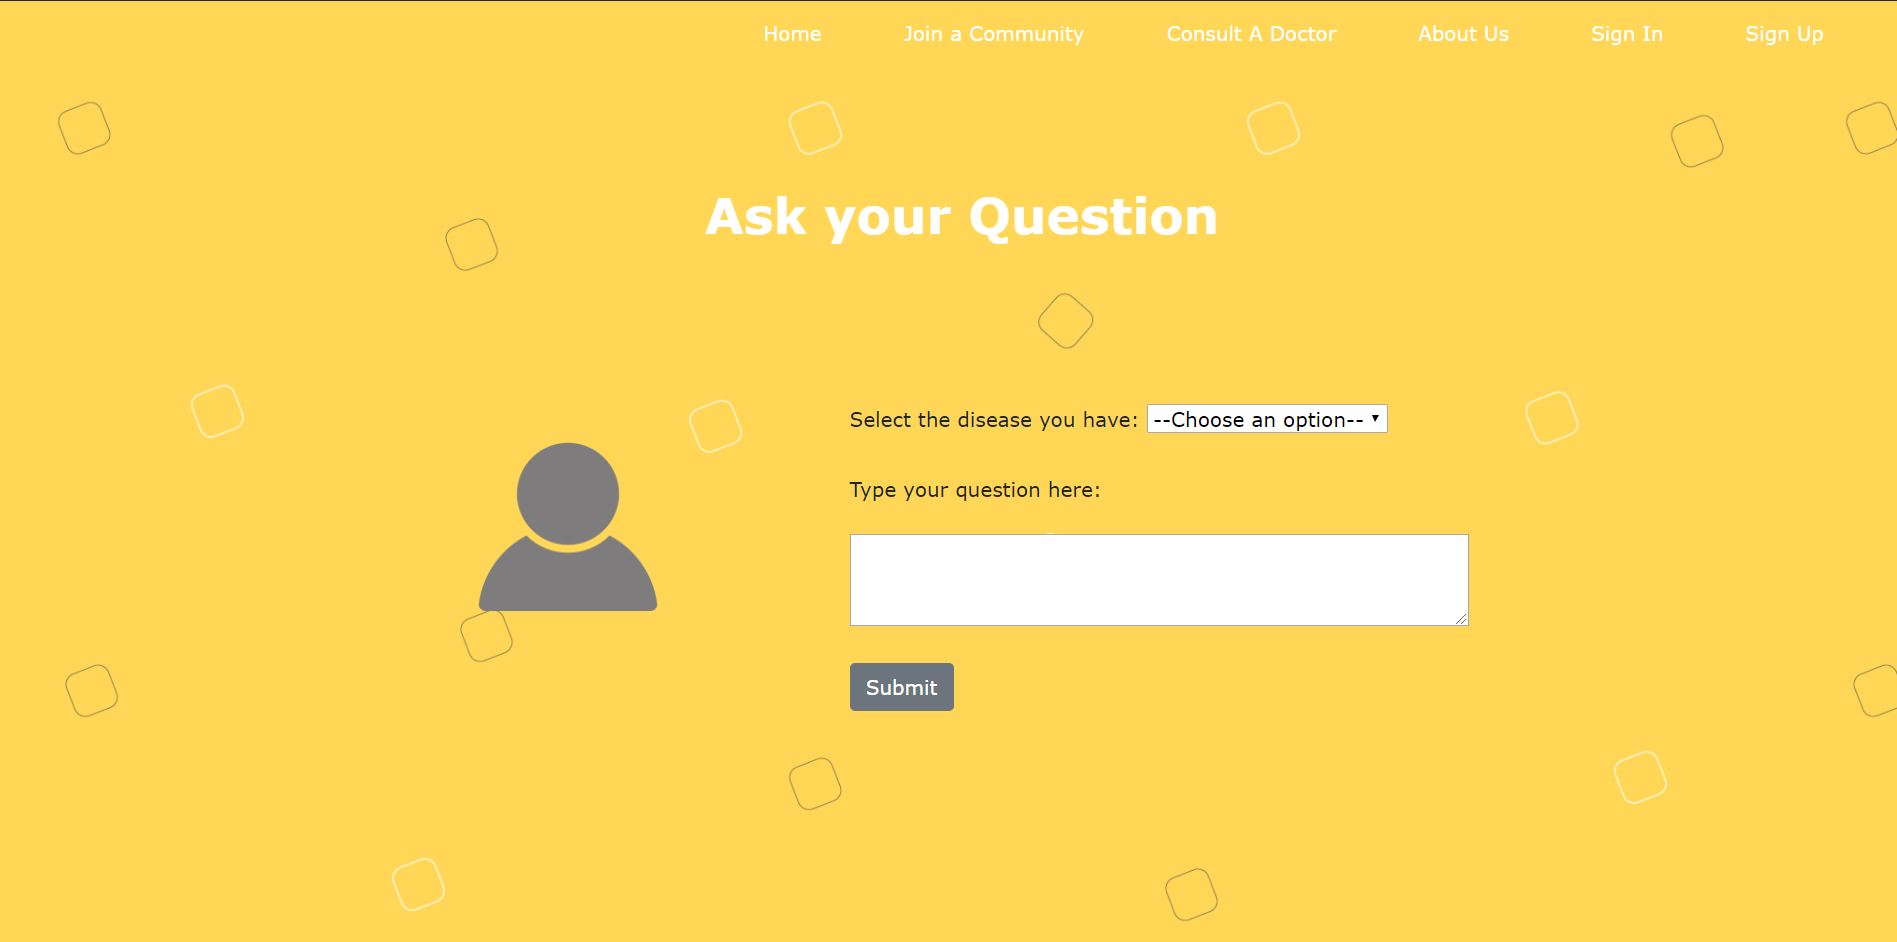 Home Join a Community Consult A Doctor About Us Sign In Sign Up
Ask your Question
Select the disease you have: --Choose an option--
Type your question here:
Submit